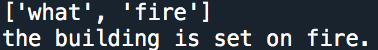 ['what', 'fire']
the building is set on fire.